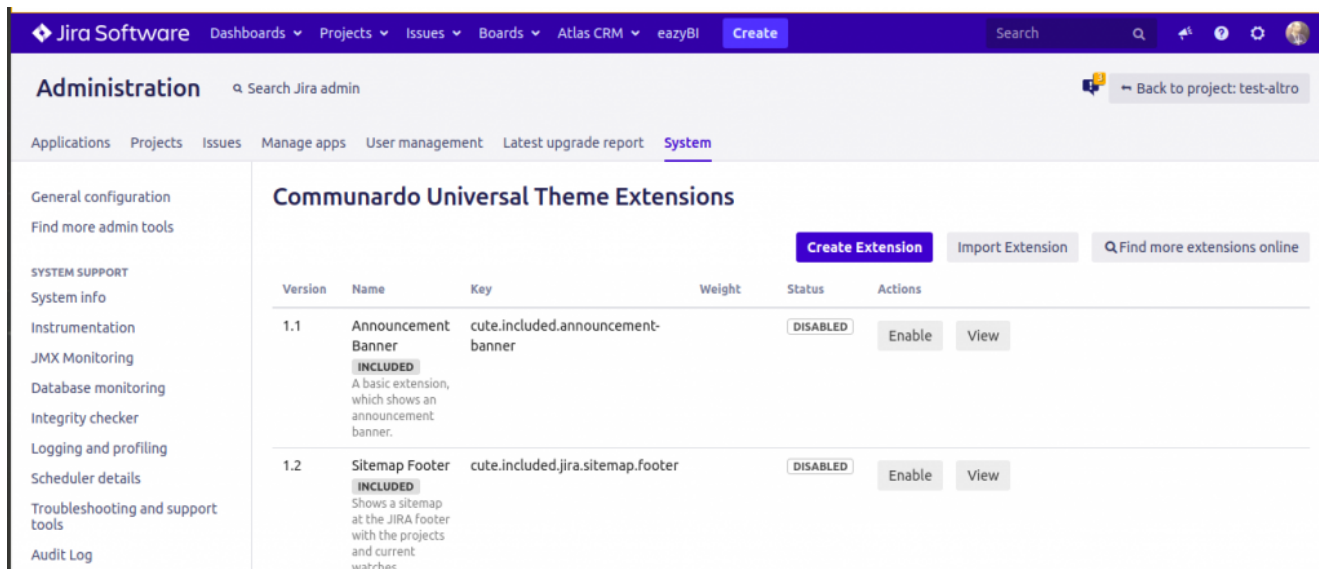 Jira Software Dashboards Projects Issues Boards Atlas CRM eazyBI Create Search
Administration Search Jira admin Back to project: test-altro
Applications Projects Issues Manage apps User management Latest upgrade report System
General configuration
Find more admin tools
SYSTEM SUPPORT
System info
Instrumentation
JMX Monitoring
Database monitoring
Integrity checker
Logging and profiling
Scheduler details
Troubleshooting and support
tools
Audit Log
Communardo Universal Theme Extensions
Create Extension Import Extension Find more extensions online
Version Name Key Weight Status Actions
1.1 Announcement cute.included.announcement- DISABLED Enable View
Banner banner
INCLUDED
A basic extension,
which shows an
announcement
banner.
1.2 Sitemap Footer cute.included.jira.sitemap.footer DISABLED Enable View
INCLUDED
Shows a sitemap
at the JIRA footer
with the projects
and current
watches